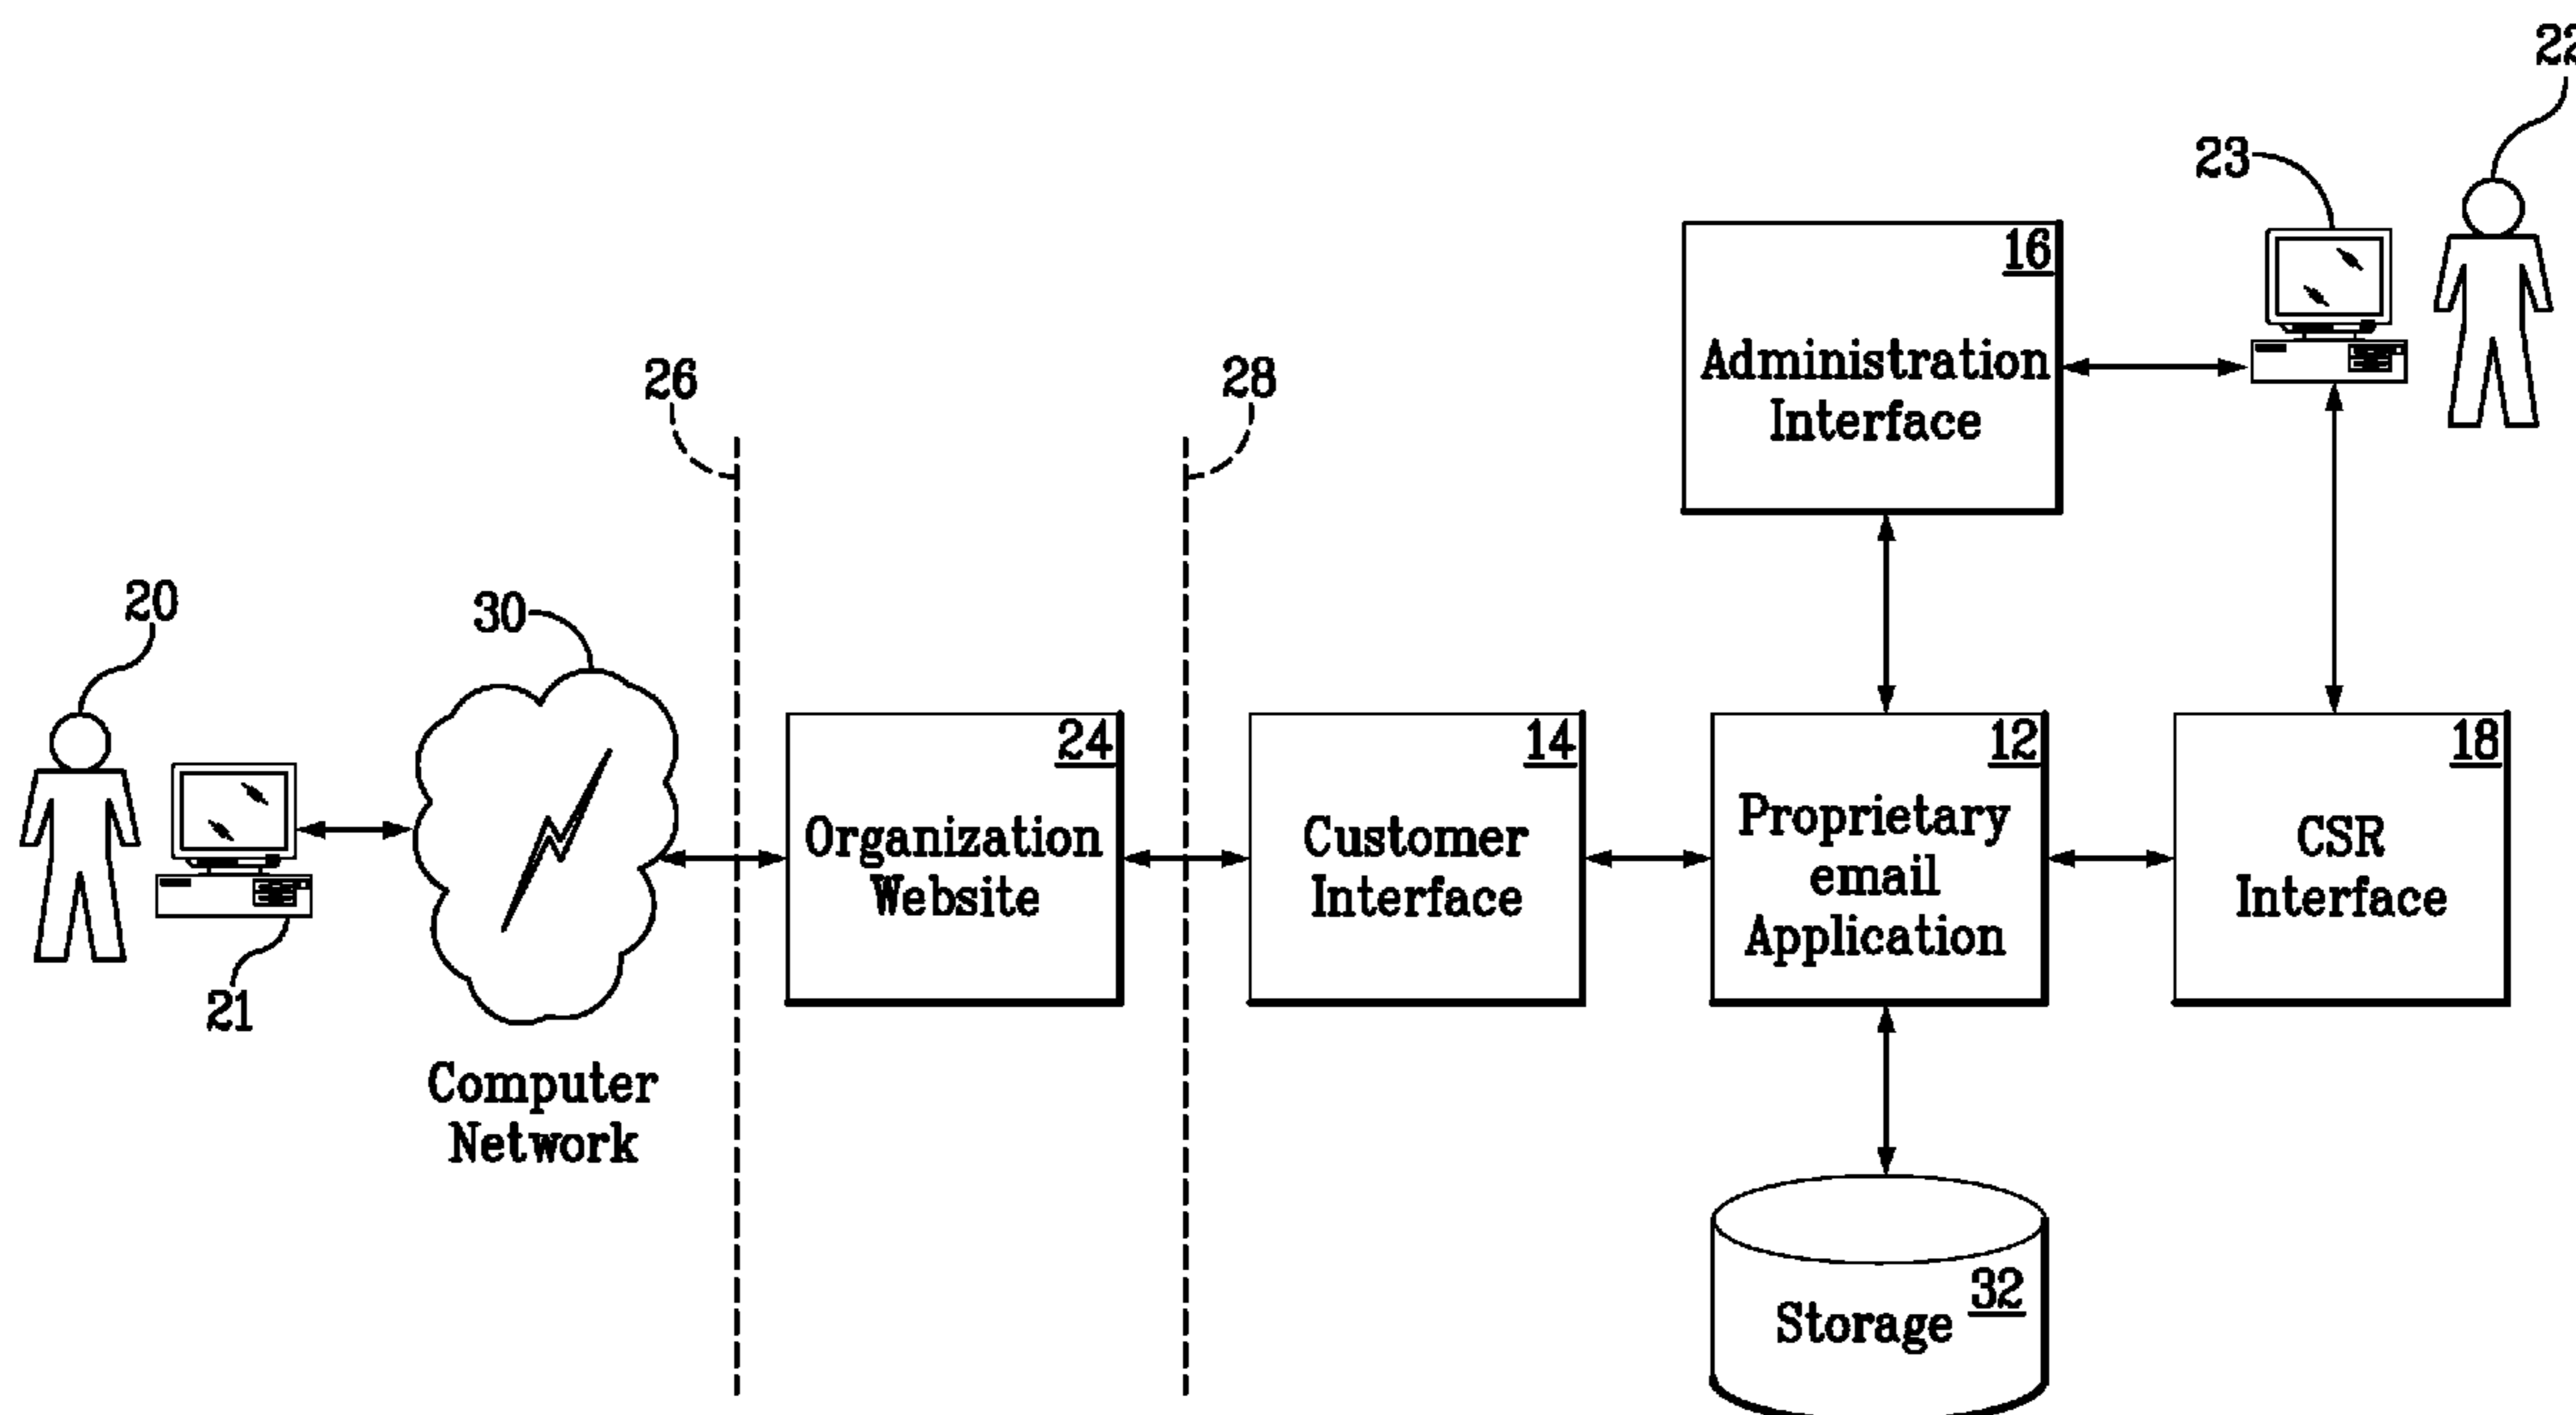 22
23
16
Administration
Interface
26
28
20
30
24
Organization
Website
14
Customer
Interface
12
Proprietary
email
Application
18
CSR
Interface
21
Computer
Network
32
Storage